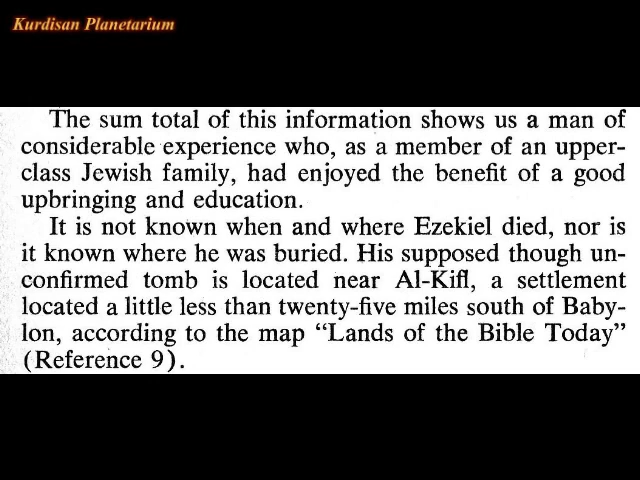 Kurdisan Planetarium
The sum total of this information shows us a man of
considerable experience who, as a member of an upper-
class Jewish family, had enjoyed the benefit of a good
upbringing and education.
It is not known when and where Ezekiel died, nor is
it known where he was buried. His supposed though un-
confirmed tomb is located near Al-Kifl, a settlement
located a little less than twenty-five miles south of Baby-
lon, according to the map “Lands of the Bible Today”
(Reference 9).